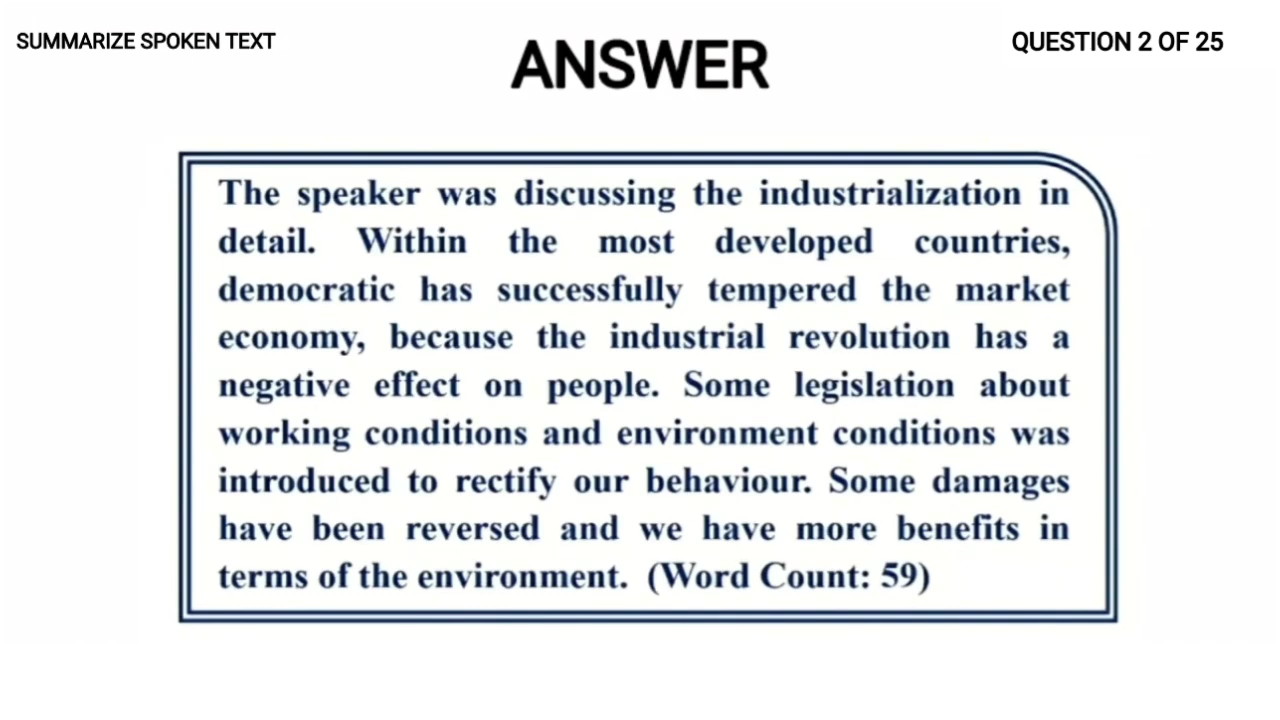 SUMMARIZE SPOKEN TEXT
ANSWER
QUESTION 2 OF 25
The speaker was discussing the industrialization in
detail. Within the most developed countries,
democratic has successfully tempered the market
economy, because the industrial revolution has a
negative effect on people. Some legislation about
working conditions and environment conditions was
introduced to rectify our behaviour. Some damages
have been reversed and we have more benefits in
terms of the environment. (Word Count: 59)